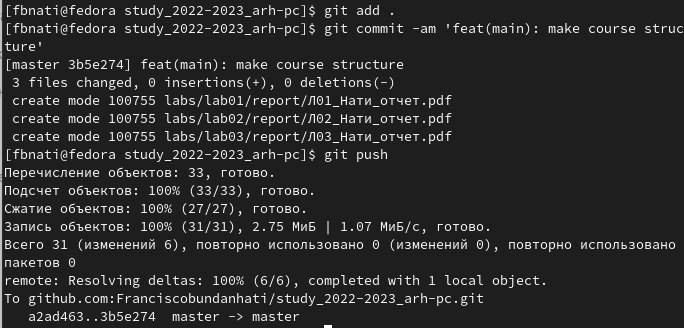 [fbnati@fedora study_2022-2023_arh-pc]$ git add .
[fbnati@fedora study_2022-2023_arh-pc]$ git commit -am 'feat(main): make course struc
ture'
[master 3b5e274] feat(main): make course structure
 3 files changed, 0 insertions(+), 0 deletions(-)
 create mode 100755 labs/lab01/report/Л01_Нати_отчет.pdf
 create mode 100755 labs/lab02/report/Л02_Нати_отчет.pdf
 create mode 100755 labs/lab03/report/Л03_Нати_отчет.pdf
[fbnati@fedora study_2022-2023_arh-pc]$ git push
Перечисление объектов: 33, готово.
Подсчет объектов: 100% (33/33), готово.
Сжатие объектов: 100% (27/27), готово.
Запись объектов: 100% (31/31), 2.75 МиБ | 1.07 МиБ/с, готово.
Всего 31 (изменений 6), повторно использовано 0 (изменений 0), повторно использовано
пакетов 0
remote: Resolving deltas: 100% (6/6), completed with 1 local object.
To github.com:Franciscobundanhati/study_2022-2023_arh-pc.git
   a2ad463..3b5e274  master -> master